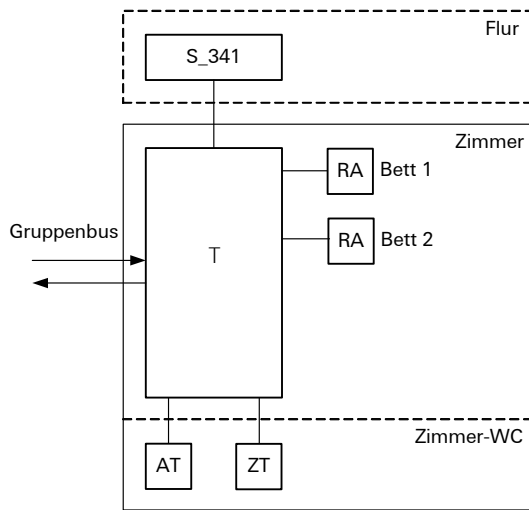 Flur
S_341
Zimmer
RA Bett 1
RA Bett 2
Gruppenbus
T
Zimmer-WC
AT
ZT